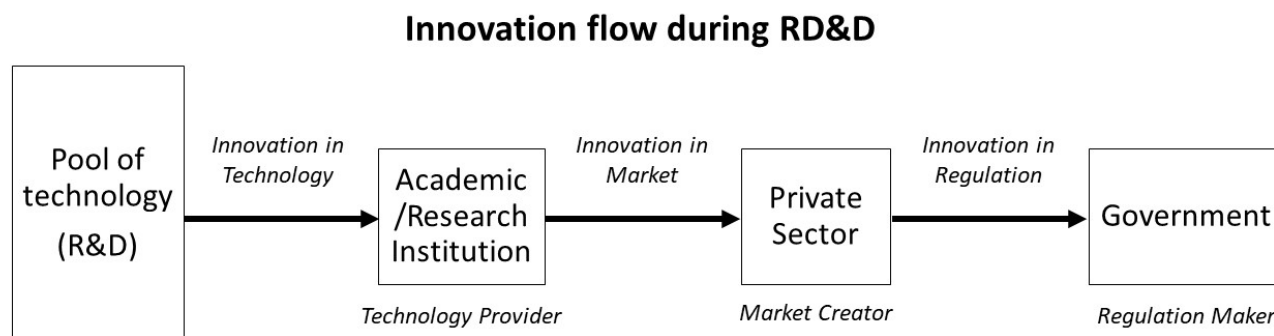 Innovation flow during RD&D
Pool of
technology
(R&D)
Innovation in
Technology
Academic
/Research
Institution
Technology Provider
Innovation in
Market
Private
Sector
Market Creator
Innovation in
Regulation
Government
Regulation Maker